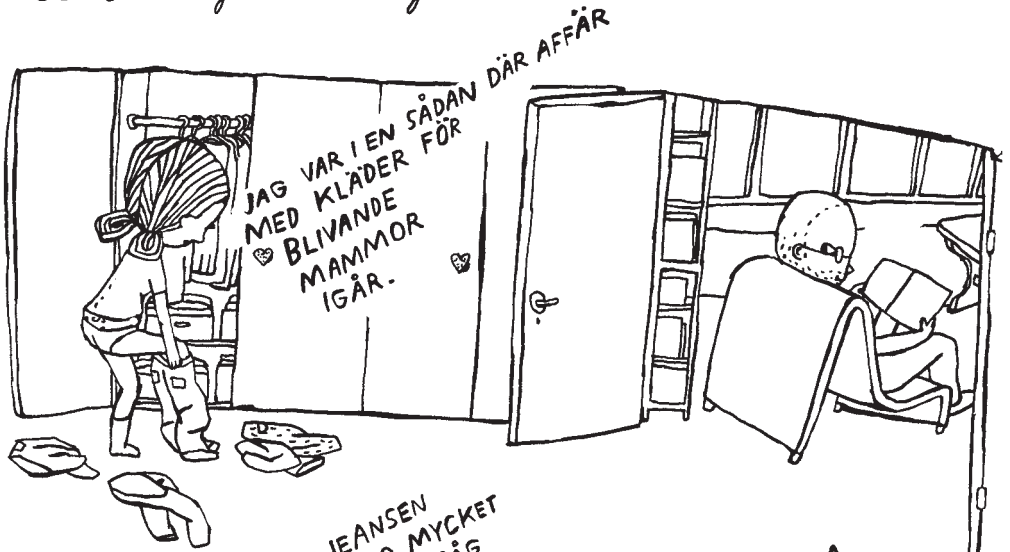 JAG VAR I EN SÅDAN DÄR AFFÄR
MED KLÄDER FÖR
BLIVANDE
MAMMOR
IGÅR.
JEANSEN
MYCKET